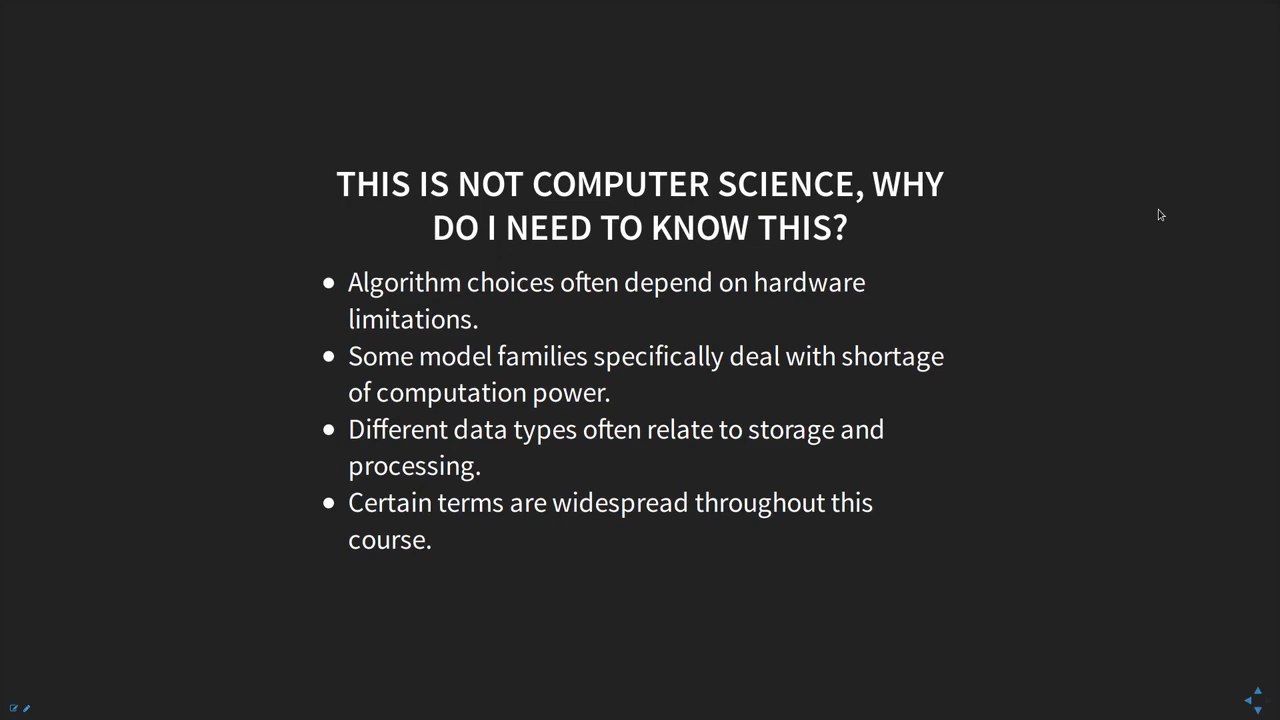 THIS IS NOT COMPUTER SCIENCE, WHY
DO I NEED TO KNOW THIS?
• Algorithm choices often depend on hardware
limitations.
• Some model families specifically deal with shortage
of computation power.
• Different data types often relate to storage and
processing.
• Certain terms are widespread throughout this
course.